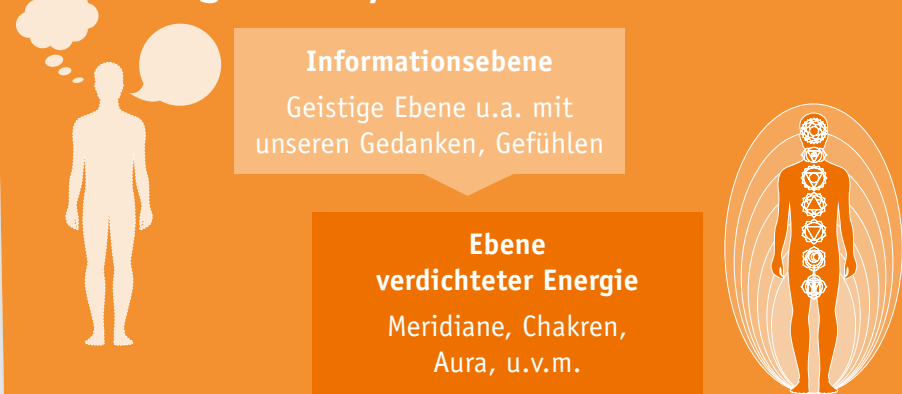 Informationsebene
Geistige Ebene u.a. mit
unseren Gedanken, Gefühlen
Ebene
verdichteter Energie
Meridiane, Chakren,
Aura, u.v.m.